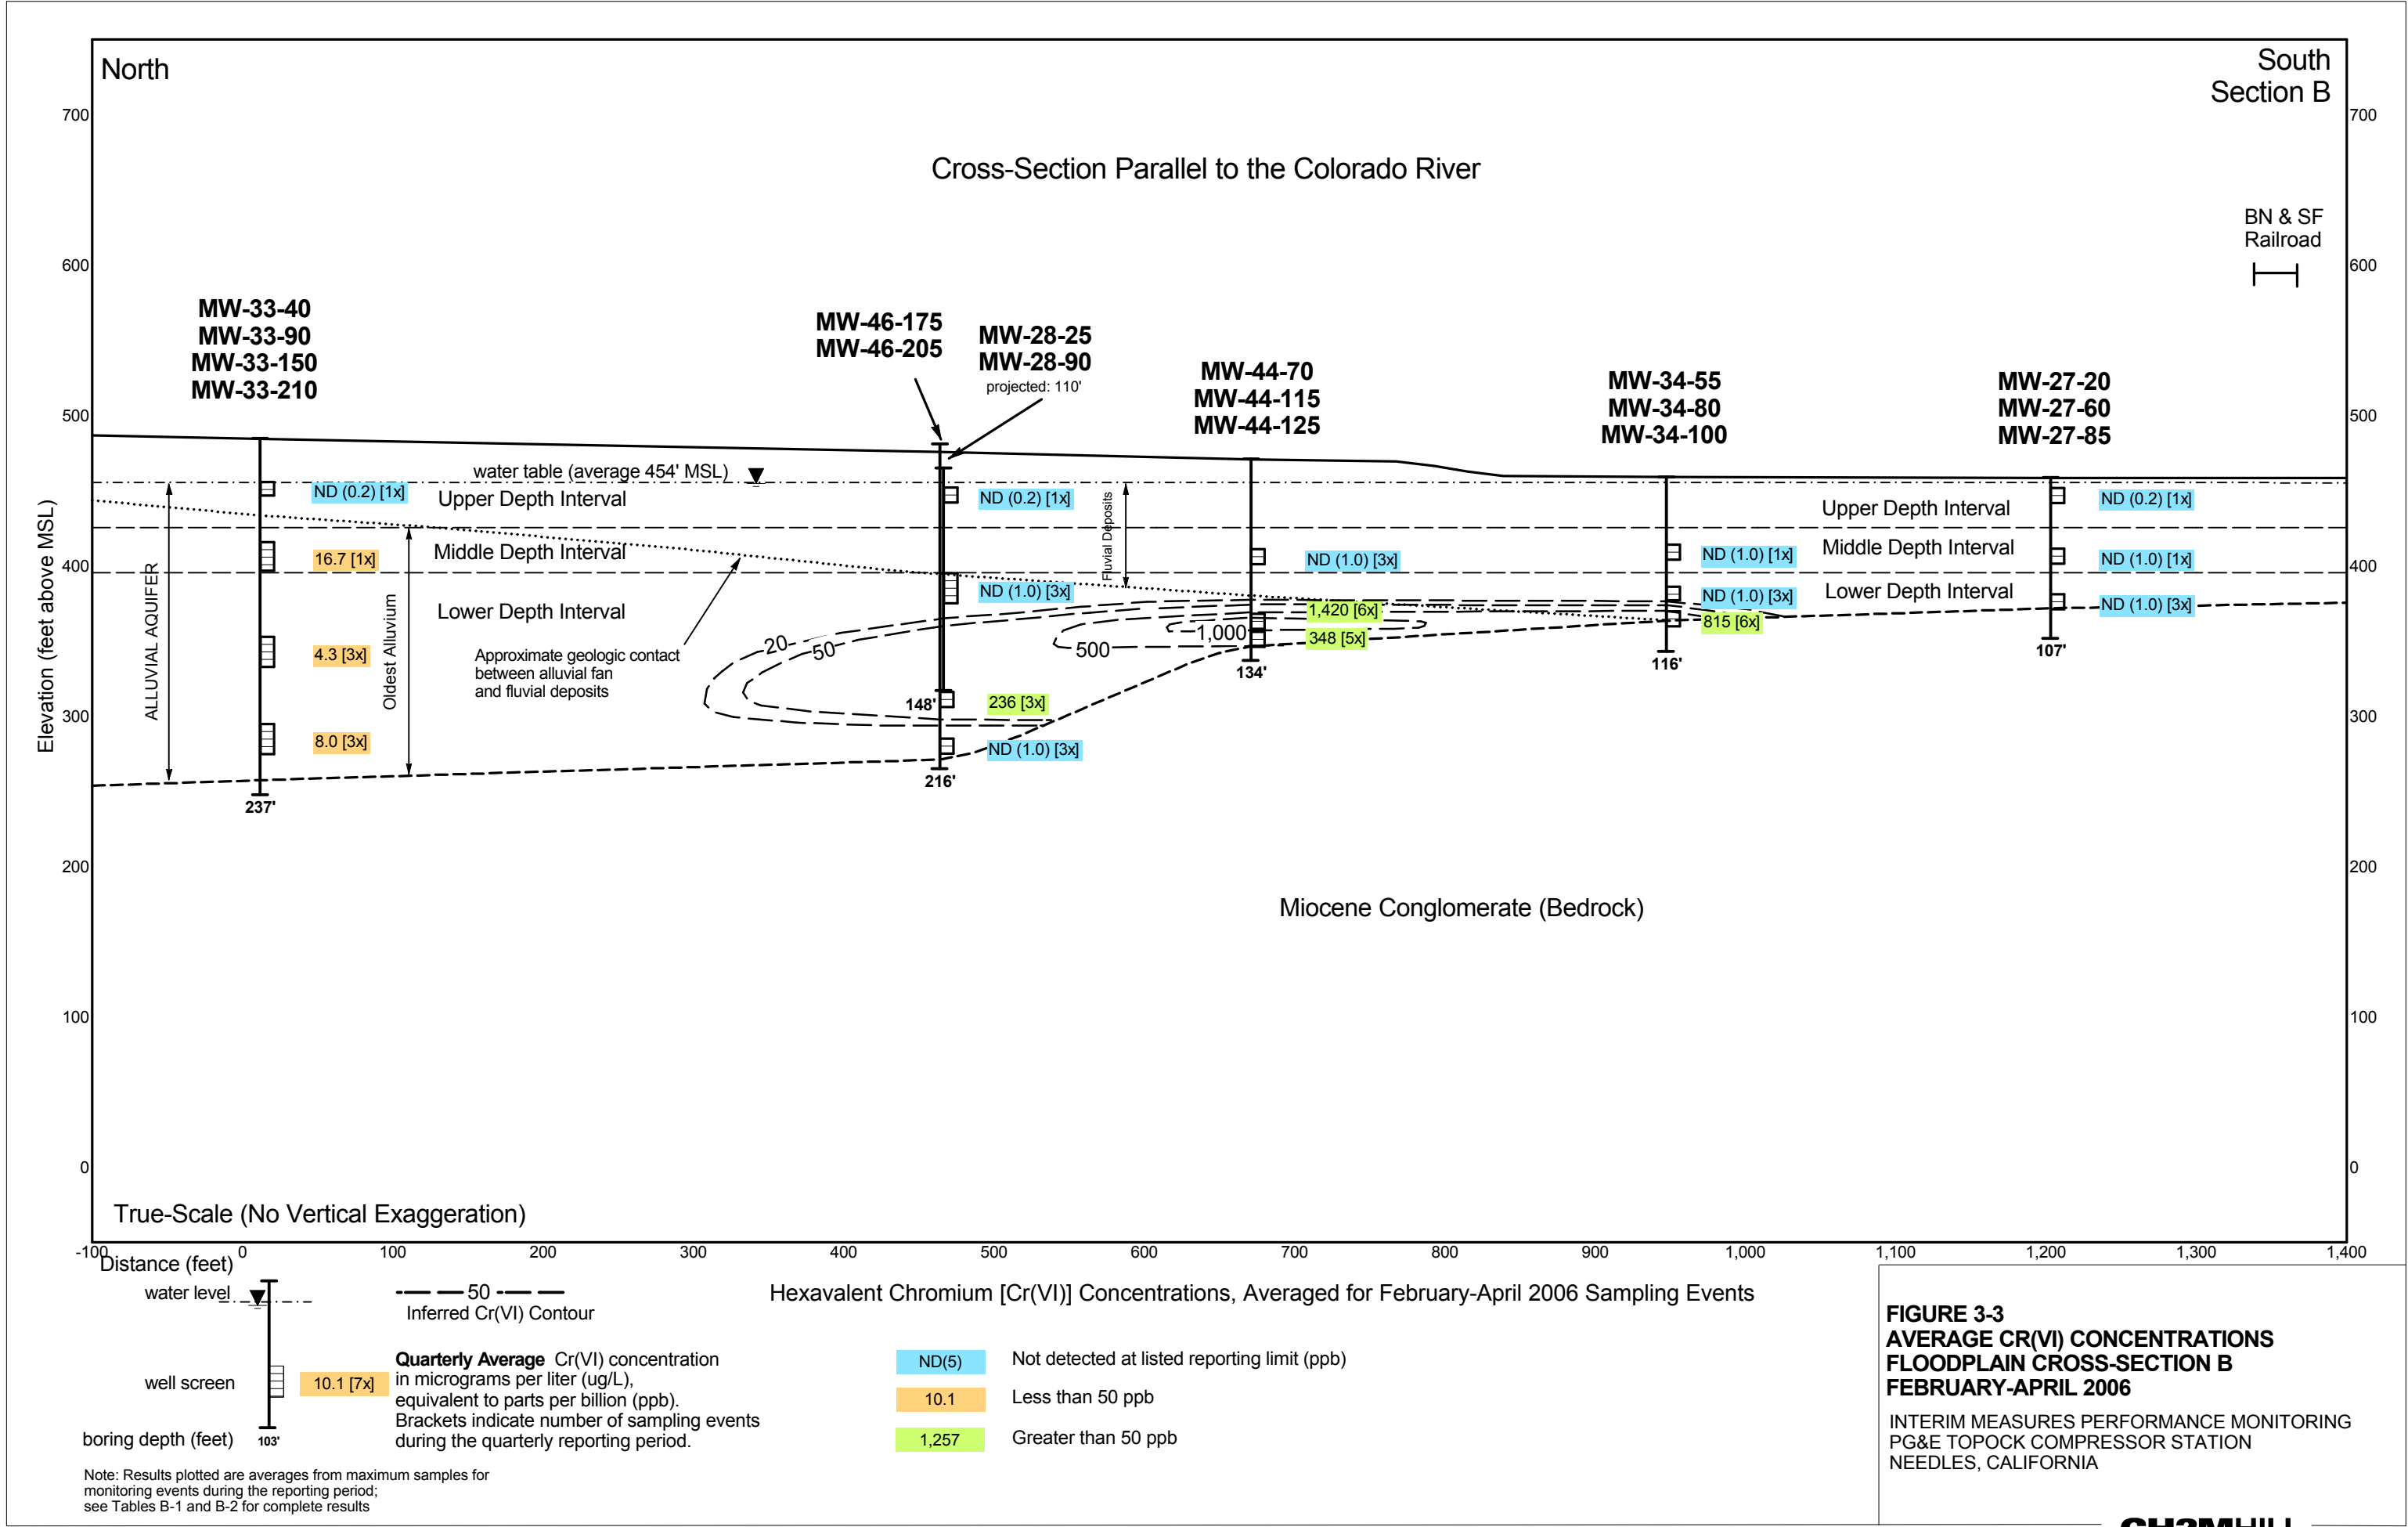 North
South
Section B
Cross-Section Parallel to the Colorado River
BN & SF
Railroad
700
600
500
400
300
200
100
0
Elevation (feet above MSL)
700
600
500
400
300
200
100
0
MW-33-40
MW-33-90
MW-33-150
MW-33-210
MW-46-175
MW-46-205
MW-28-25
MW-28-90
projected: 110'
MW-44-70
MW-44-115
MW-44-125
MW-34-55
MW-34-80
MW-34-100
MW-27-20
MW-27-60
MW-27-85
water table (average 454' MSL)
Upper Depth Interval
Middle Depth Interval
Lower Depth Interval
ALLUVIAL AQUIFER
Oldest Alluvium
Fluvial Deposits
Approximate geologic contact
between alluvial fan
and fluvial deposits
ND (0.2) [1x]
16.7 [1x]
4.3 [3x]
8.0 [3x]
237'
20
50
500
1,000
ND (0.2) [1x]
ND (1.0) [3x]
148'
236 [3x]
ND (1.0) [3x]
216'
ND (1.0) [3x]
1,420 [6x]
348 [5x]
134'
ND (1.0) [1x]
ND (1.0) [3x]
815 [6x]
116'
Upper Depth Interval
Middle Depth Interval
Lower Depth Interval
ND (0.2) [1x]
ND (1.0) [1x]
ND (1.0) [3x]
107'
Miocene Conglomerate (Bedrock)
True-Scale (No Vertical Exaggeration)
-100 0 100 200 300 400 500 600 700 800 900 1,000 1,100 1,200 1,300 1,400
Distance (feet)
water level
well screen
10.1 [7x]
boring depth (feet)
103'
50
Inferred Cr(VI) Contour
Quarterly Average Cr(VI) concentration
in micrograms per liter (ug/L),
equivalent to parts per billion (ppb).
Brackets indicate number of sampling events
during the quarterly reporting period.
Note: Results plotted are averages from maximum samples for
monitoring events during the reporting period;
see Tables B-1 and B-2 for complete results
Hexavalent Chromium [Cr(VI)] Concentrations, Averaged for February-April 2006 Sampling Events
ND(5) Not detected at listed reporting limit (ppb)
10.1 Less than 50 ppb
1,257 Greater than 50 ppb
FIGURE 3-3
AVERAGE CR(VI) CONCENTRATIONS
FLOODPLAIN CROSS-SECTION B
FEBRUARY-APRIL 2006
INTERIM MEASURES PERFORMANCE MONITORING
PG&E TOPOCK COMPRESSOR STATION
NEEDLES, CALIFORNIA
CH2MHILL